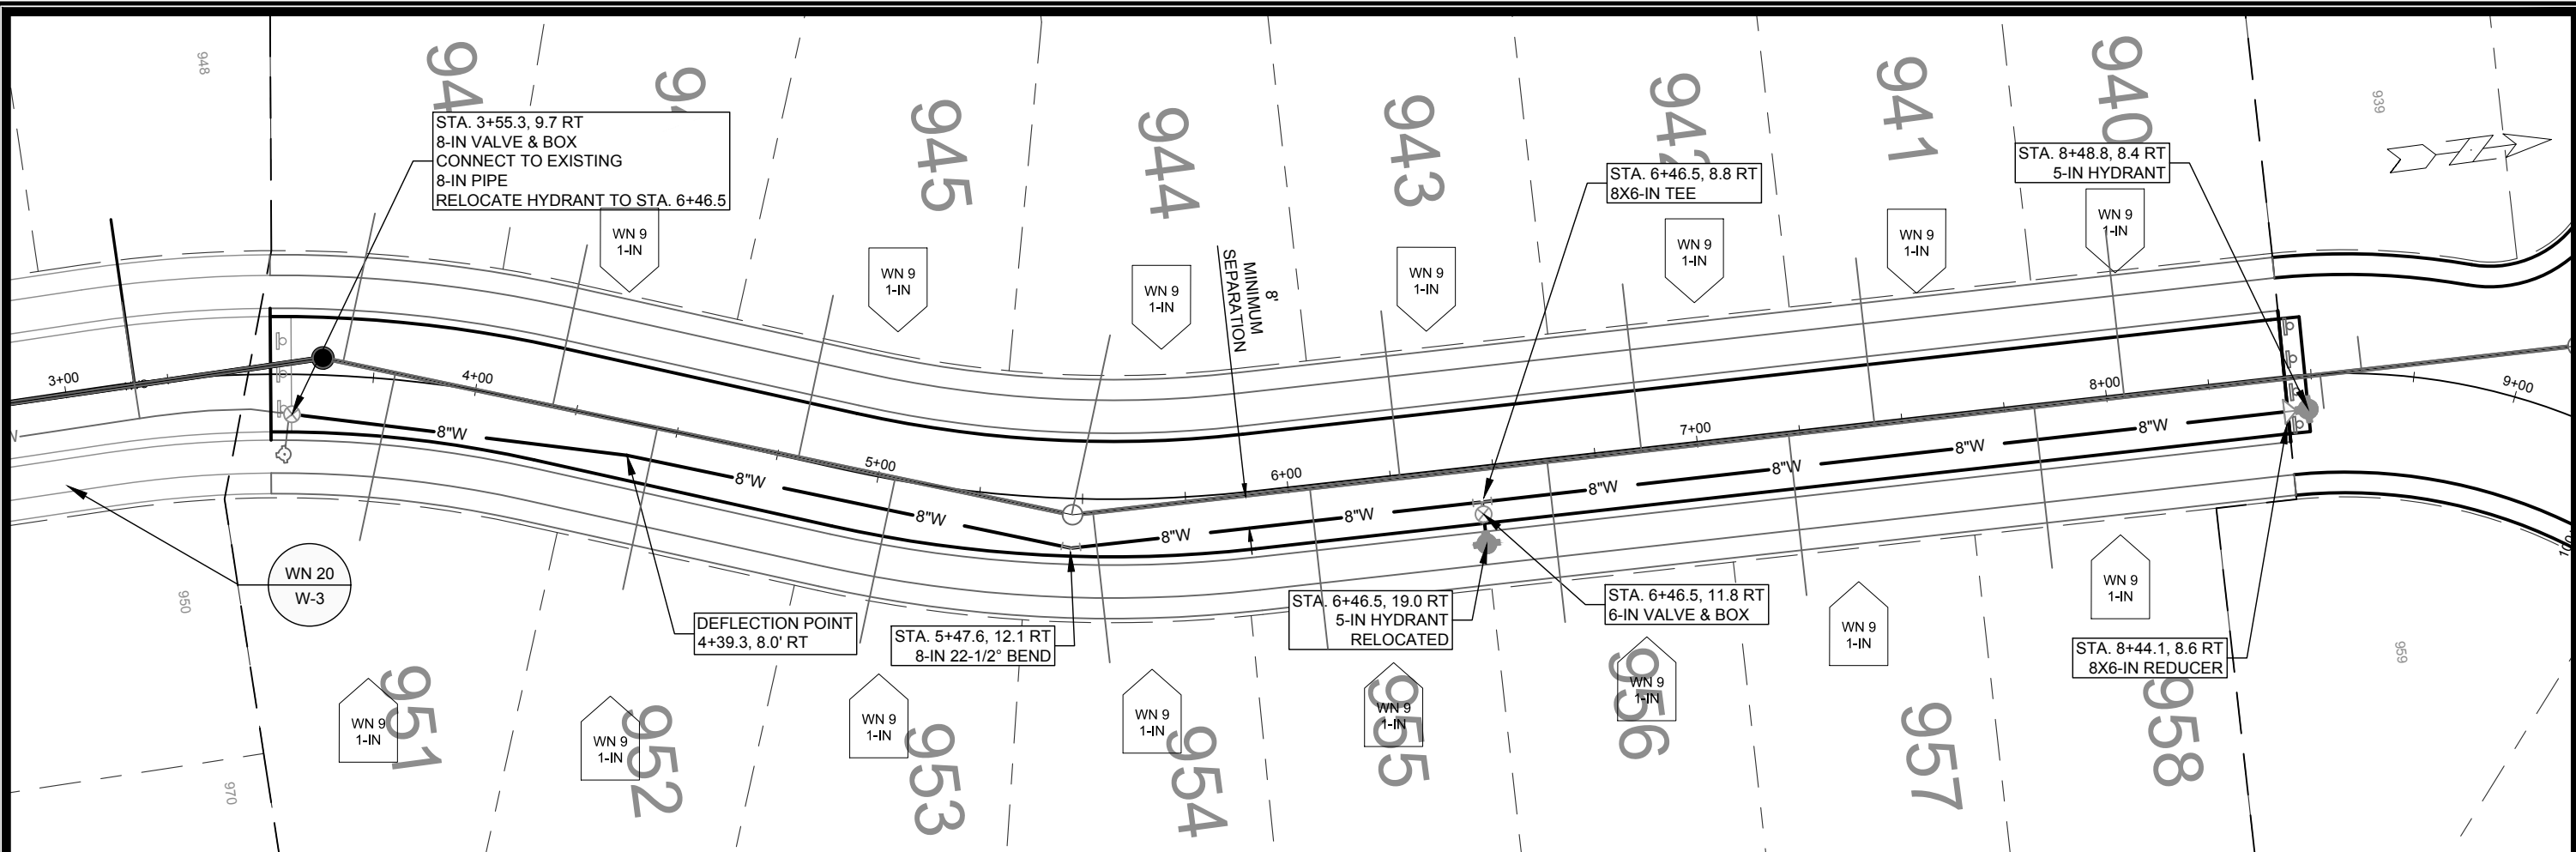 948
945
944
943
941
940
939
STA. 3+55.3, 9.7 RT
8-IN VALVE & BOX
CONNECT TO EXISTING
8-IN PIPE
RELOCATE HYDRANT TO STA. 6+46.5
STA. 6+46.5, 8.8 RT
8X6-IN TEE
STA. 8+48.8, 8.4 RT
5-IN HYDRANT
WN 9
1-IN
WN 9
1-IN
WN 9
1-IN
WN 9
1-IN
WN 9
1-IN
WN 9
1-IN
WN 9
1-IN
8'
MINIMUM
SEPARATION
3+00
4+00
5+00
6+00
7+00
8+00
9+00
8"W
8"W
8"W
8"W
8"W
8"W
8"W
8"W
8"W
WN 20
W-3
DEFLECTION POINT
4+39.3, 8.0' RT
STA. 5+47.6, 12.1 RT
8-IN 22-1/2° BEND
STA. 6+46.5, 19.0 RT
5-IN HYDRANT
RELOCATED
STA. 6+46.5, 11.8 RT
6-IN VALVE & BOX
STA. 8+44.1, 8.6 RT
8X6-IN REDUCER
WN 9
1-IN
WN 9
1-IN
WN 9
1-IN
WN 9
1-IN
WN 9
1-IN
WN 9
1-IN
WN 9
1-IN
WN 9
1-IN
950
970
951
952
953
954
955
956
957
958
959